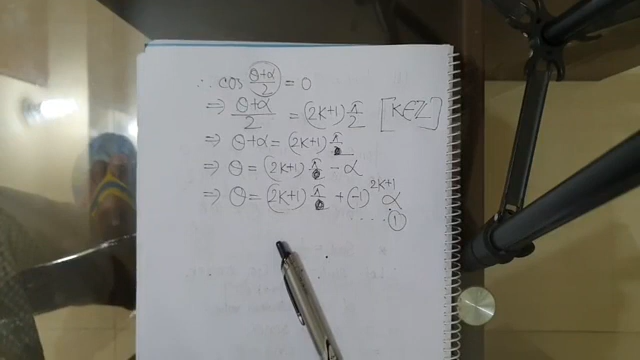 ∴ cos (θ+α)/2 = 0
⇒ (θ+α)/2 = (2K+1) π/2 [K∈Z]
⇒ θ+α = (2K+1) π
⇒ θ = (2K+1) π - α
⇒ θ = (2K+1) π + (-1)^(2K+1) α
.... ①